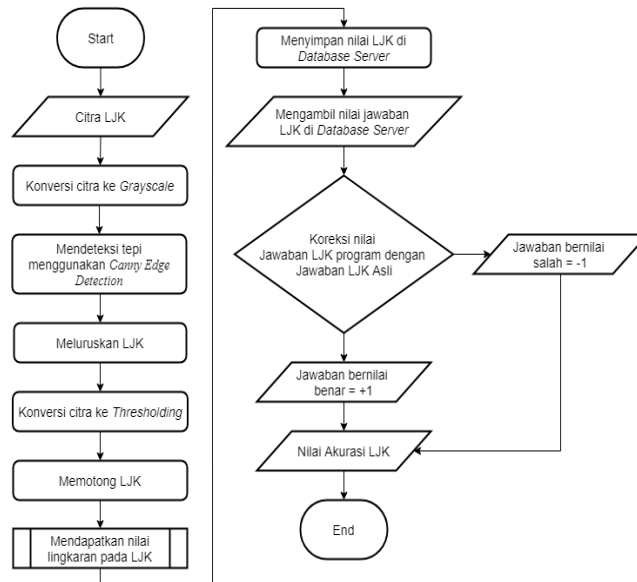 Start
Citra LJK
Konversi citra ke Grayscale
Mendeteksi tepi
menggunakan Canny Edge
Detection
Meluruskan LJK
Konversi citra ke Thresholding
Memotong LJK
Mendapatkan nilai
lingkaran pada LJK
Menyimpan nilai LJK di
Database Server
Mengambil nilai jawaban
LJK di Database Server
Koreksi nilai
Jawaban LJK program dengan
Jawaban LJK Asli
Jawaban bernilai
salah = -1
Jawaban bernilai
benar = +1
Nilai Akurasi LJK
End